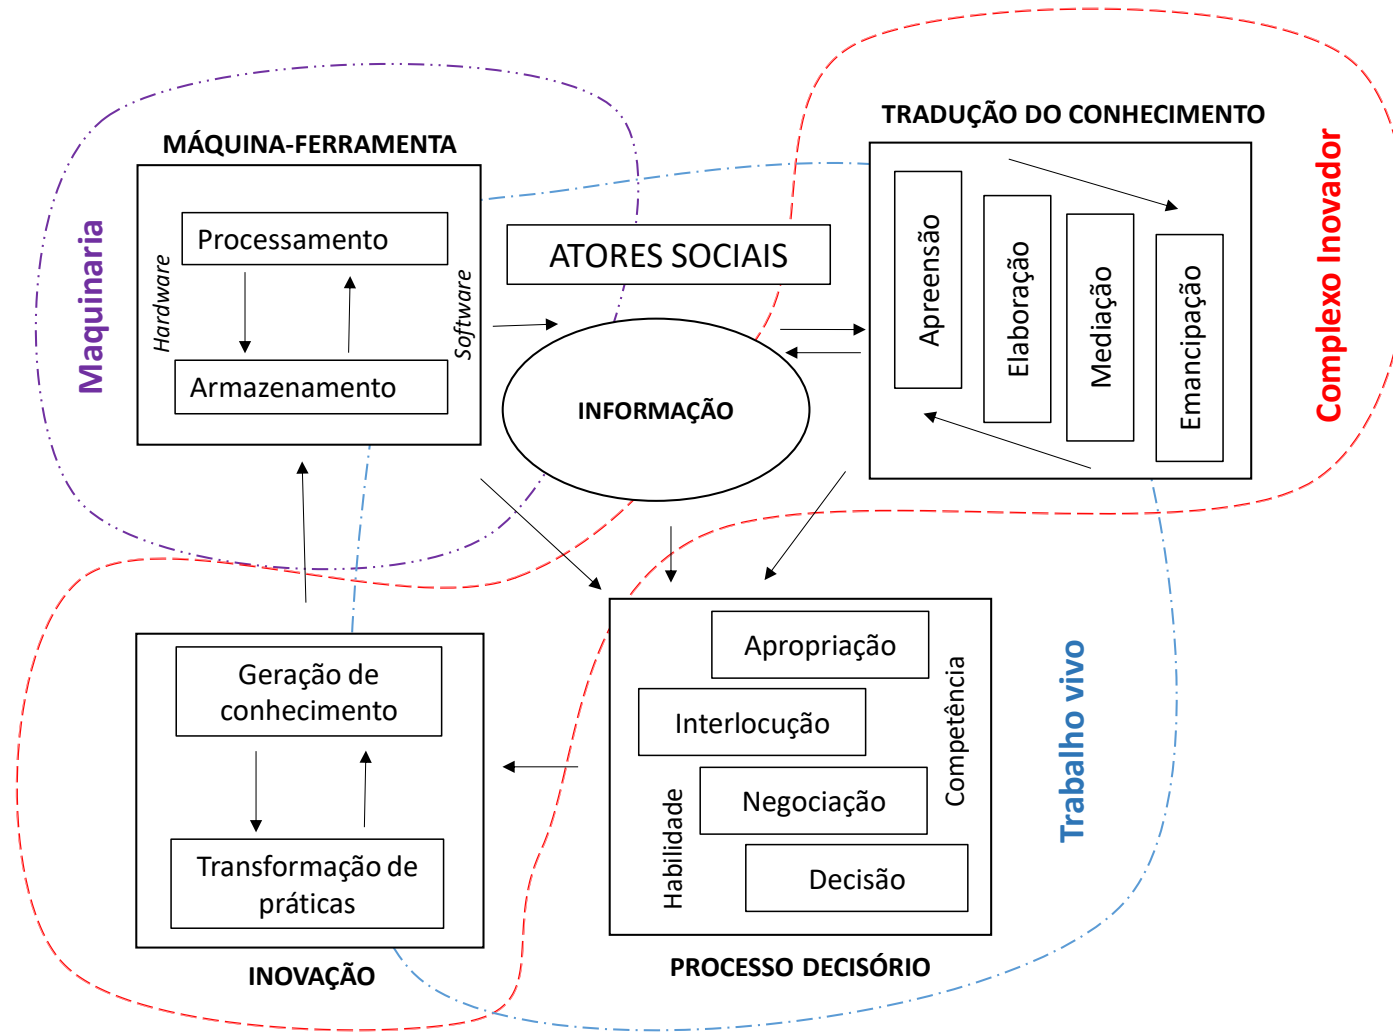 MÁQUINA-FERRAMENTA
Maquinaria
Hardware
Processamento
Armazenamento
Software
ATORES SOCIAIS
INFORMAÇÃO
TRADUÇÃO DO CONHECIMENTO
Apreensão
Elaboração
Mediação
Emancipação
Complexo Inovador
Geração de
conhecimento
Transformação de
práticas
INOVAÇÃO
Apropriação
Interlocução
Negociação
Decisão
Habilidade
Competência
PROCESSO DECISÓRIO
Trabalho vivo